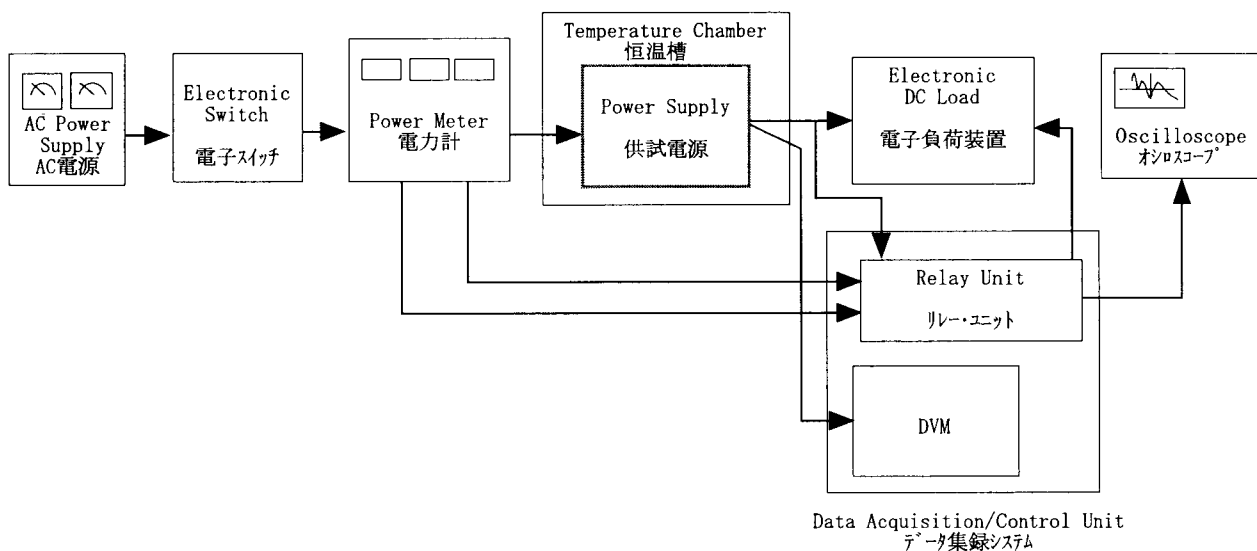 AC Power
Supply
AC電源
Electronic
Switch
電子スイッチ
Power Meter
電力計
Temperature Chamber
恒温槽
Power Supply
供試電源
Electronic
DC Load
電子負荷装置
Oscilloscope
オシロスコープ
Relay Unit
リレー・ユニット
DVM
Data Acquisition/Control Unit
データ集録システム